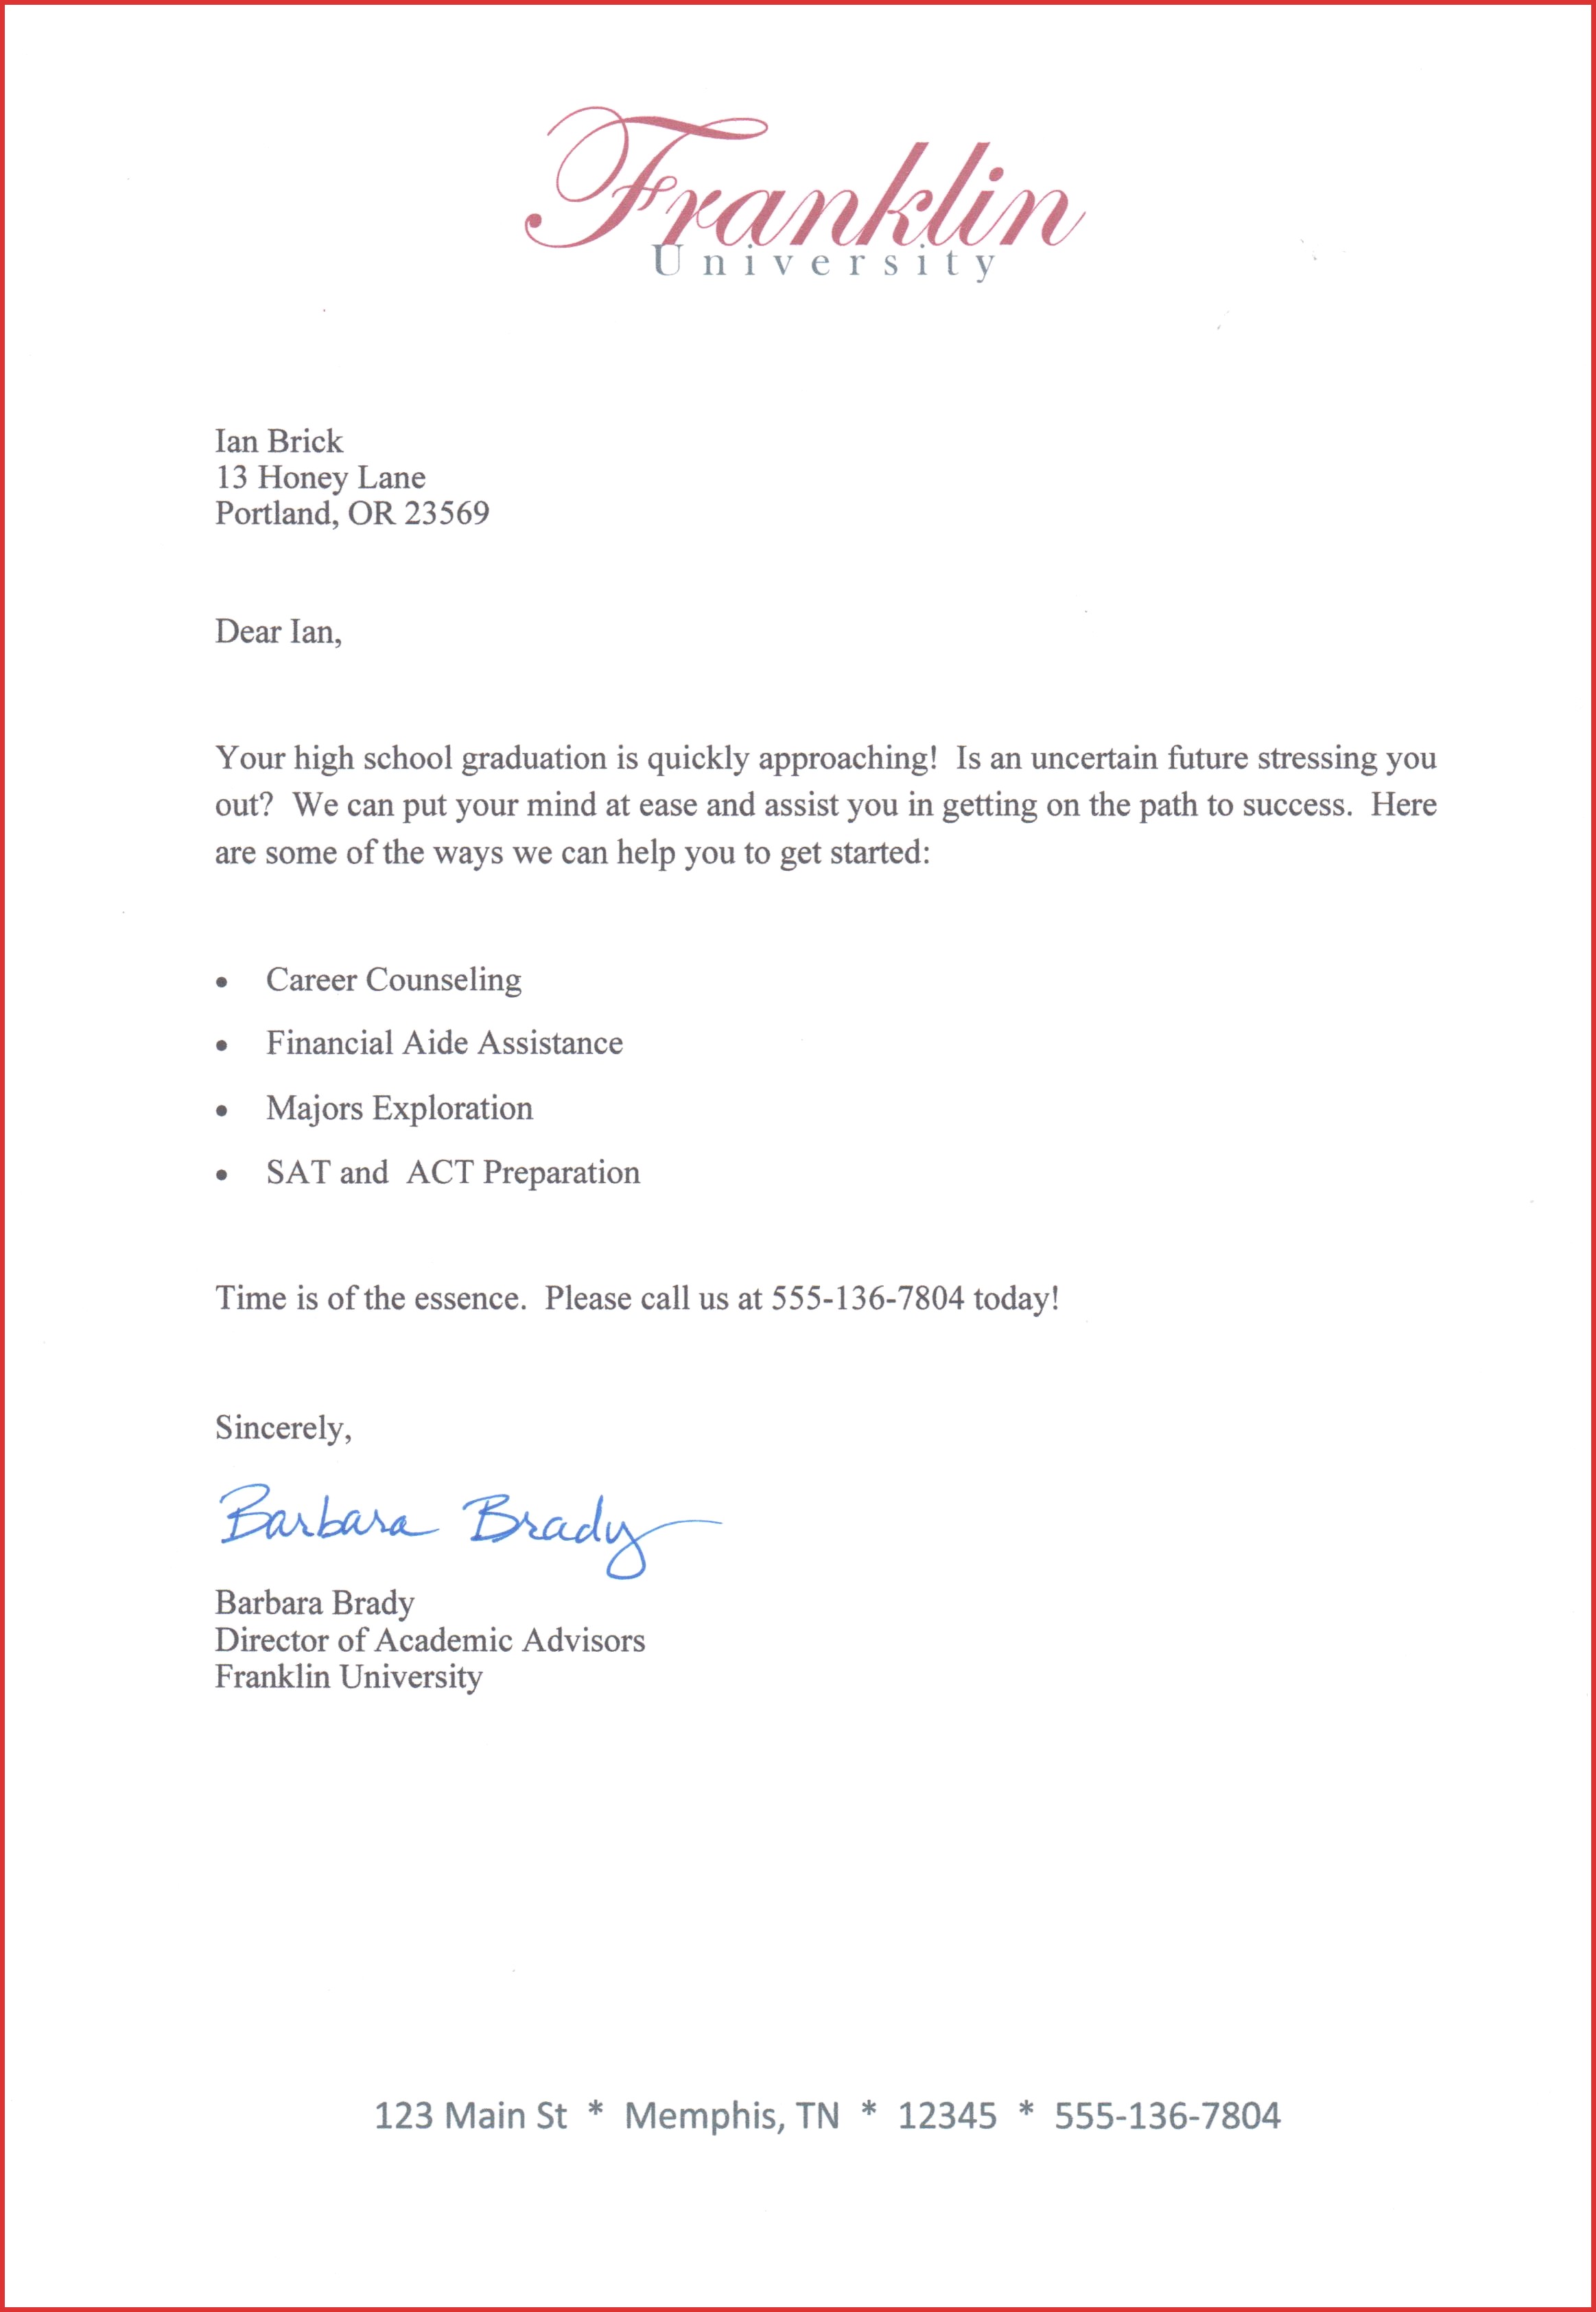 Franklin
University
Ian Brick
13 Honey Lane
Portland, OR 23569
Dear Ian,
Your high school graduation is quickly approaching!  Is an uncertain future stressing you
out?  We can put your mind at ease and assist you in getting on the path to success.  Here
are some of the ways we can help you to get started:
• Career Counseling
• Financial Aide Assistance
• Majors Exploration
• SAT and  ACT Preparation
Time is of the essence.  Please call us at 555-136-7804 today!
Sincerely,
Barbara Brady
Barbara Brady
Director of Academic Advisors
Franklin University
123 Main St * Memphis, TN * 12345 * 555-136-7804